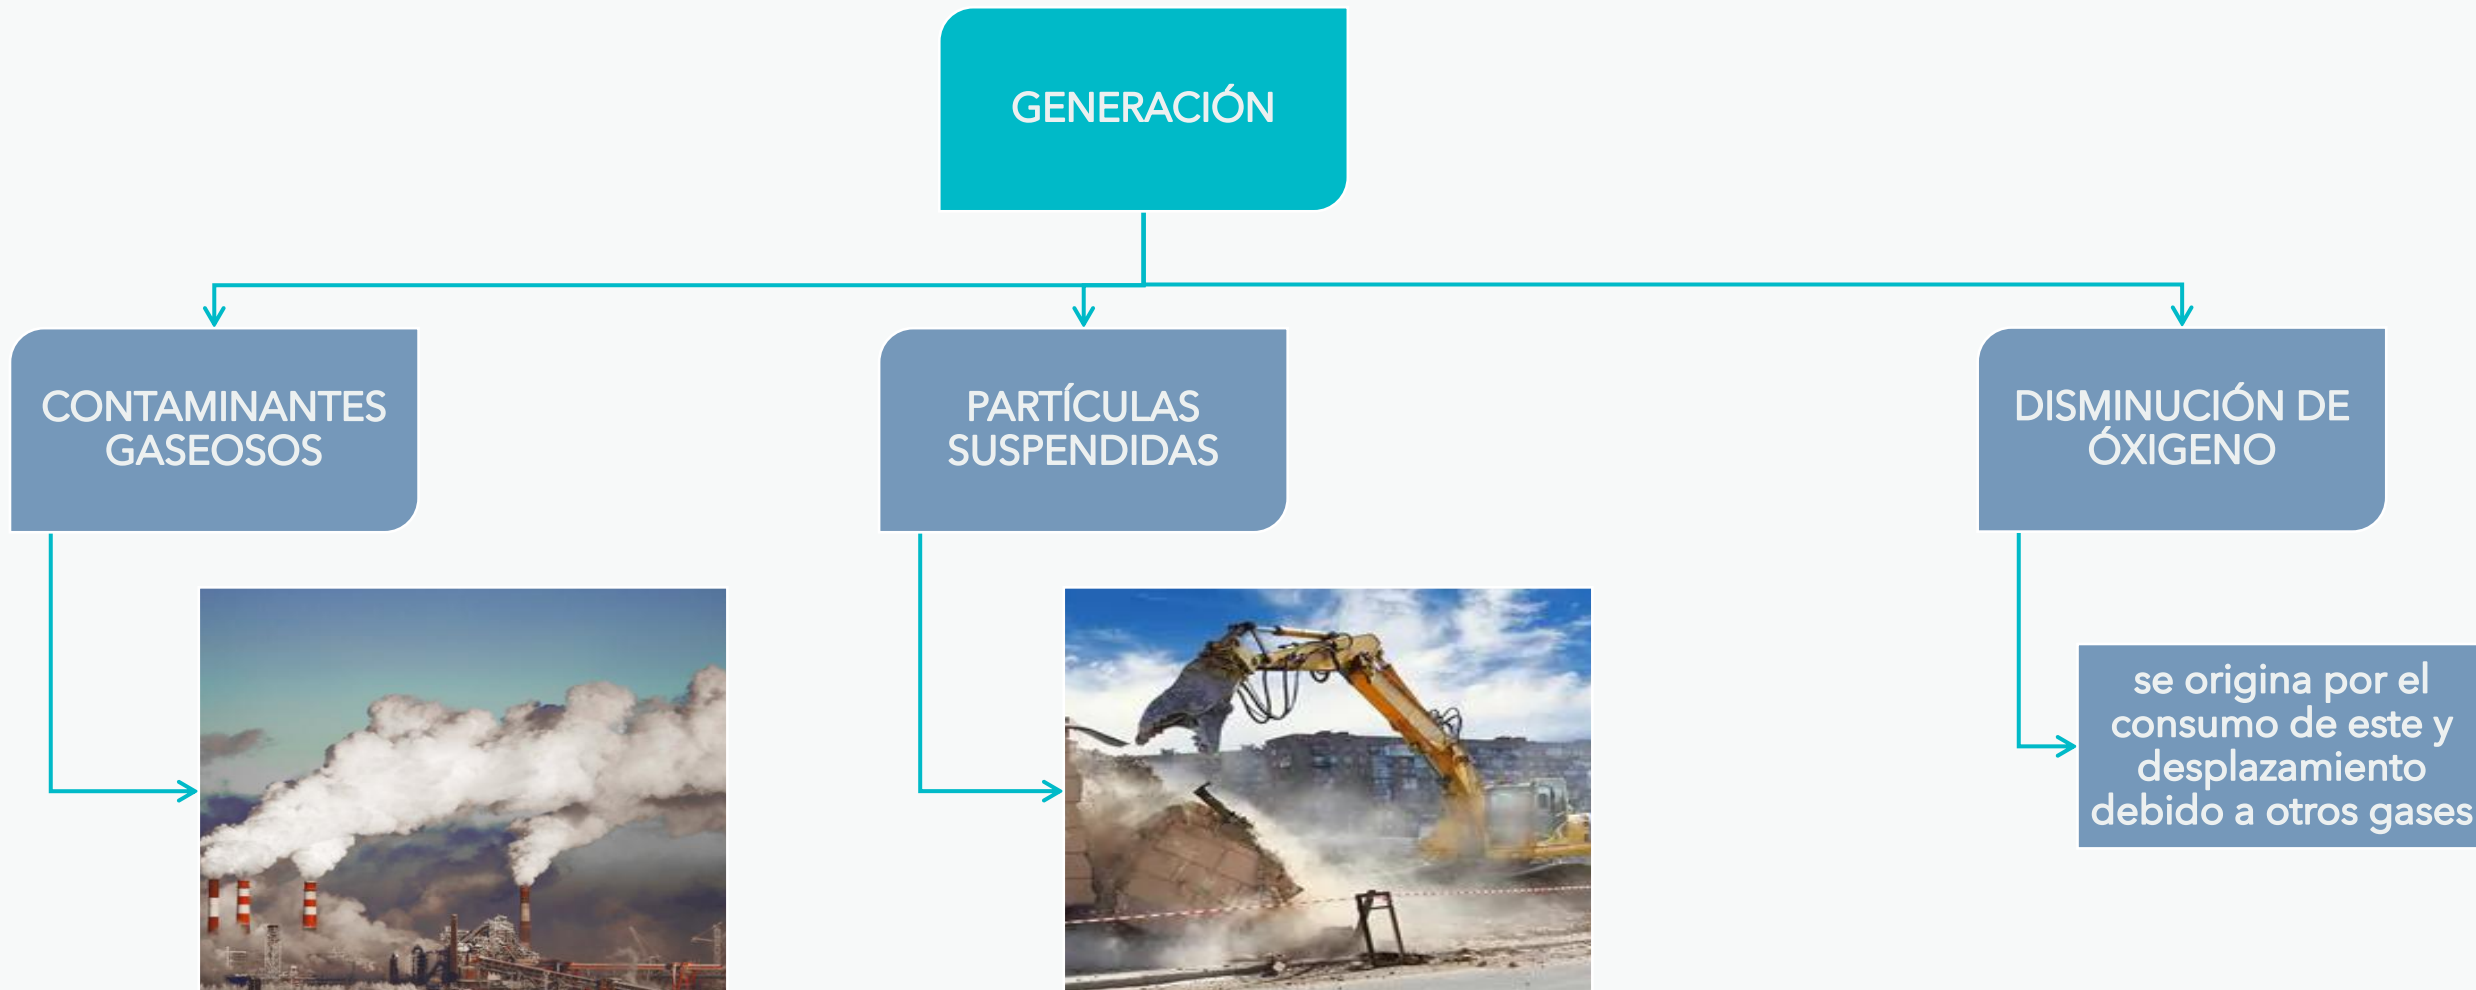 GENERACIÓN
CONTAMINANTES
GASEOSOS
PARTÍCULAS
SUSPENDIDAS
DISMINUCIÓN DE
ÓXIGENO
se origina por el
consumo de este y
desplazamiento
debido a otros gases